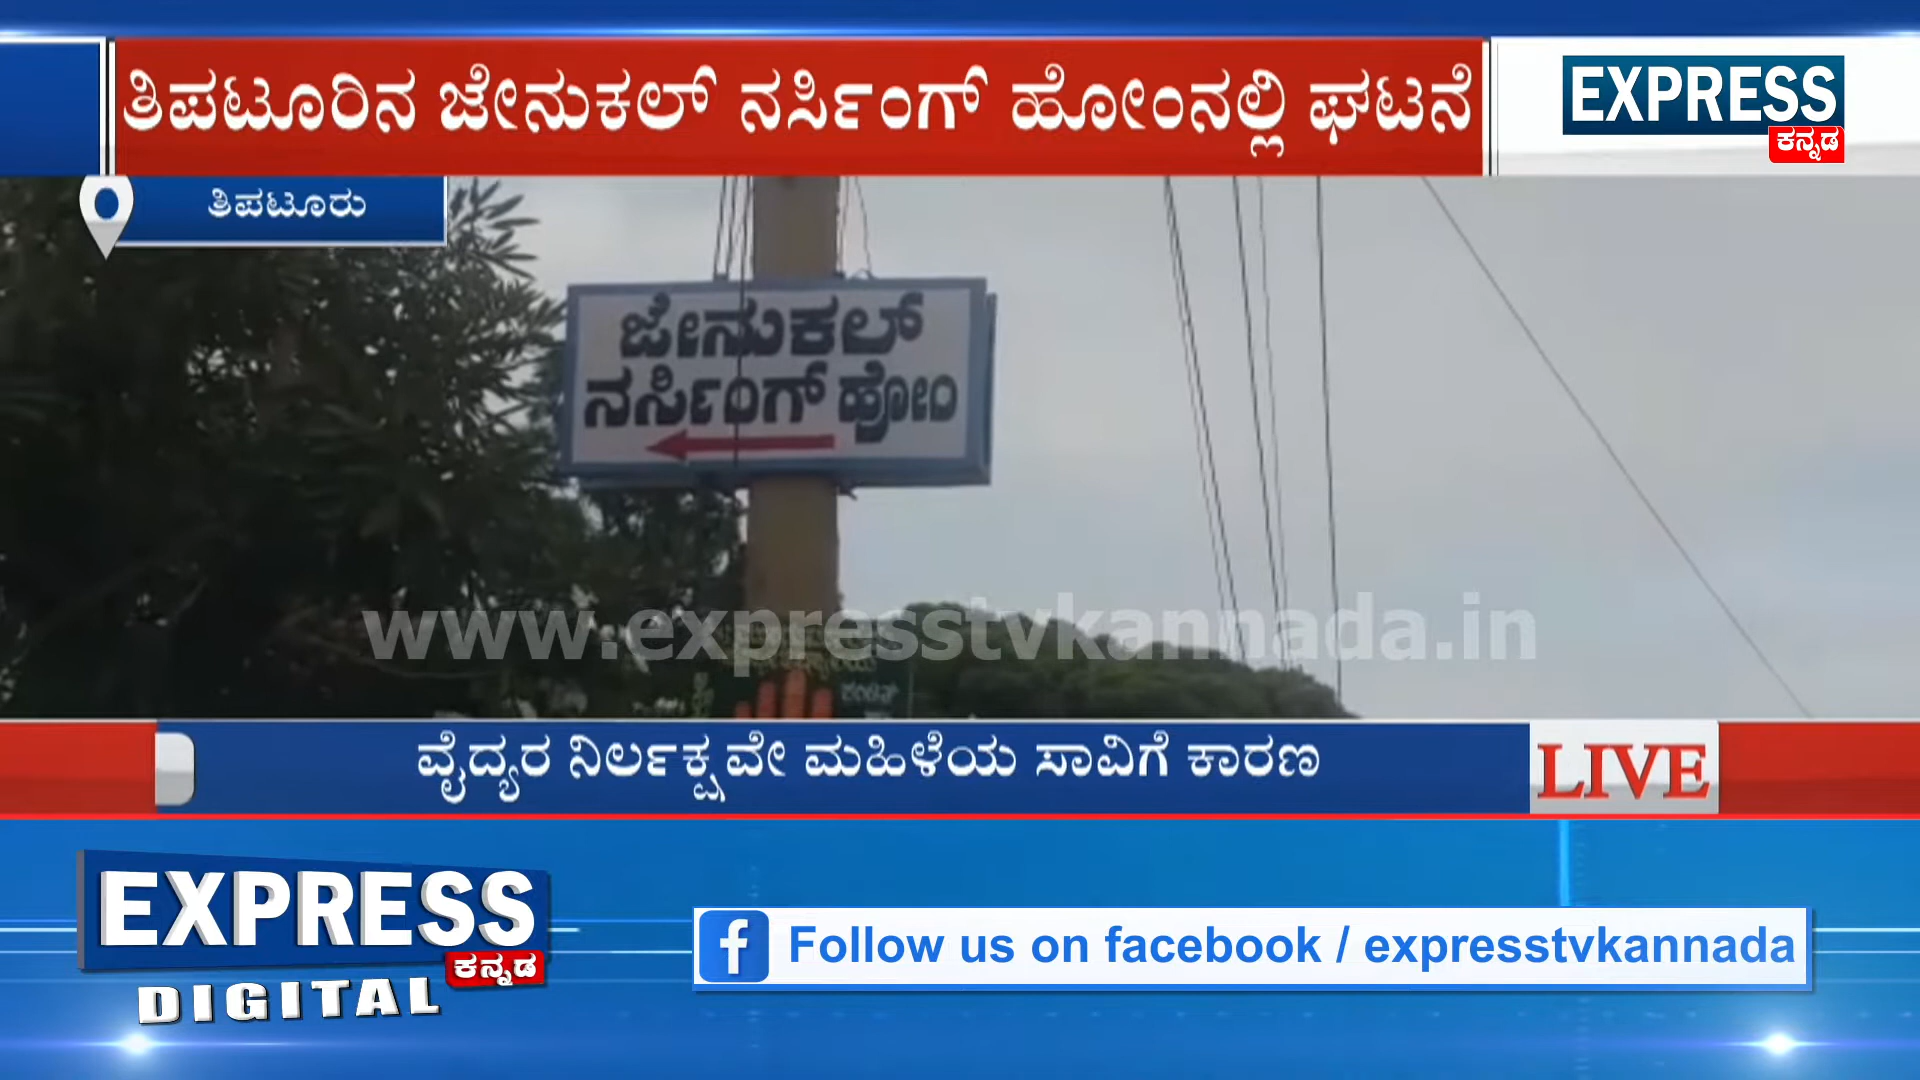 ತಿಪಟೂರಿನ ಜೇನುಕಲ್ ನರ್ಸಿಂಗ್ ಹೋಂನಲ್ಲಿ ಘಟನೆ
EXPRESS
ಕನ್ನಡ
ತಿಪಟೂರು
ಜೇನುಕಲ್
ನರ್ಸಿಂಗ್ ಹೋಂ
www.expresstvkannada.in
ವೈದ್ಯರ ನಿರ್ಲಕ್ಷ್ಯವೇ ಮಹಿಳೆಯ ಸಾವಿಗೆ ಕಾರಣ
LIVE
EXPRESS
ಕನ್ನಡ
DIGITAL
Follow us on facebook / expresstvkannada